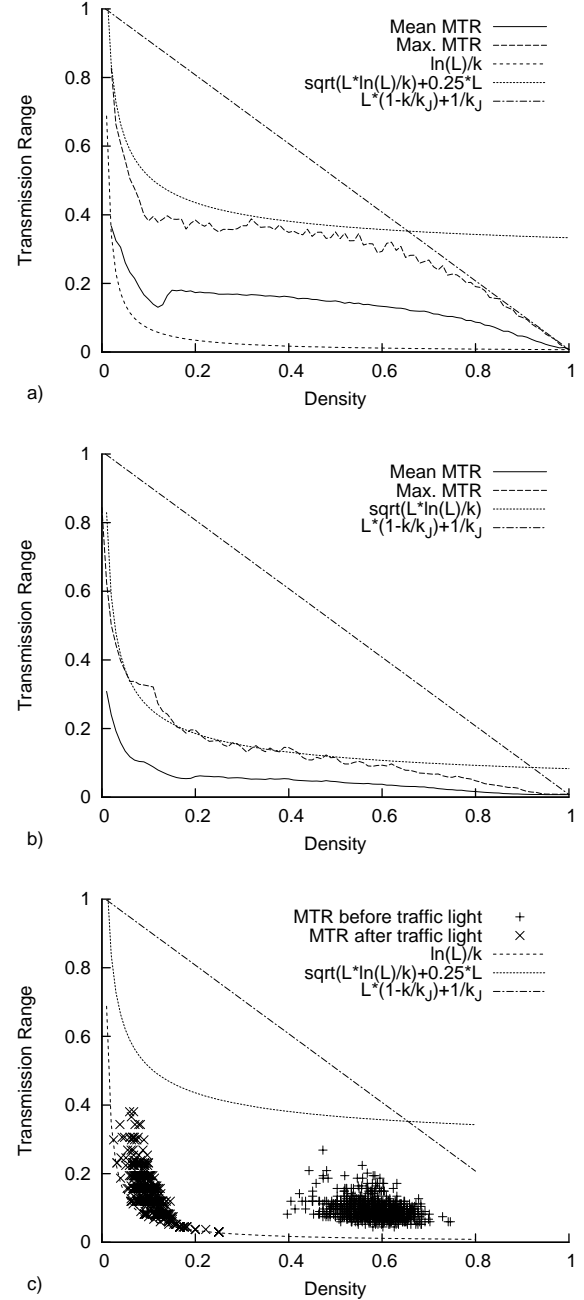 1
0.8
0.6
0.4
0.2
0
Transmission Range
Mean MTR
Max. MTR
ln(L)/k
sqrt(L*ln(L)/k)+0.25*L
L*(1-k/k_J)+1/k_J
0 0.2 0.4 0.6 0.8 1
Density
a)
1
0.8
0.6
0.4
0.2
0
Transmission Range
Mean MTR
Max. MTR
sqrt(L*ln(L)/k)
L*(1-k/k_J)+1/k_J
0 0.2 0.4 0.6 0.8 1
Density
b)
1
0.8
0.6
0.4
0.2
0
Transmission Range
MTR before traffic light
MTR after traffic light
ln(L)/k
sqrt(L*ln(L)/k)+0.25*L
L*(1-k/k_J)+1/k_J
0 0.2 0.4 0.6 0.8 1
Density
c)